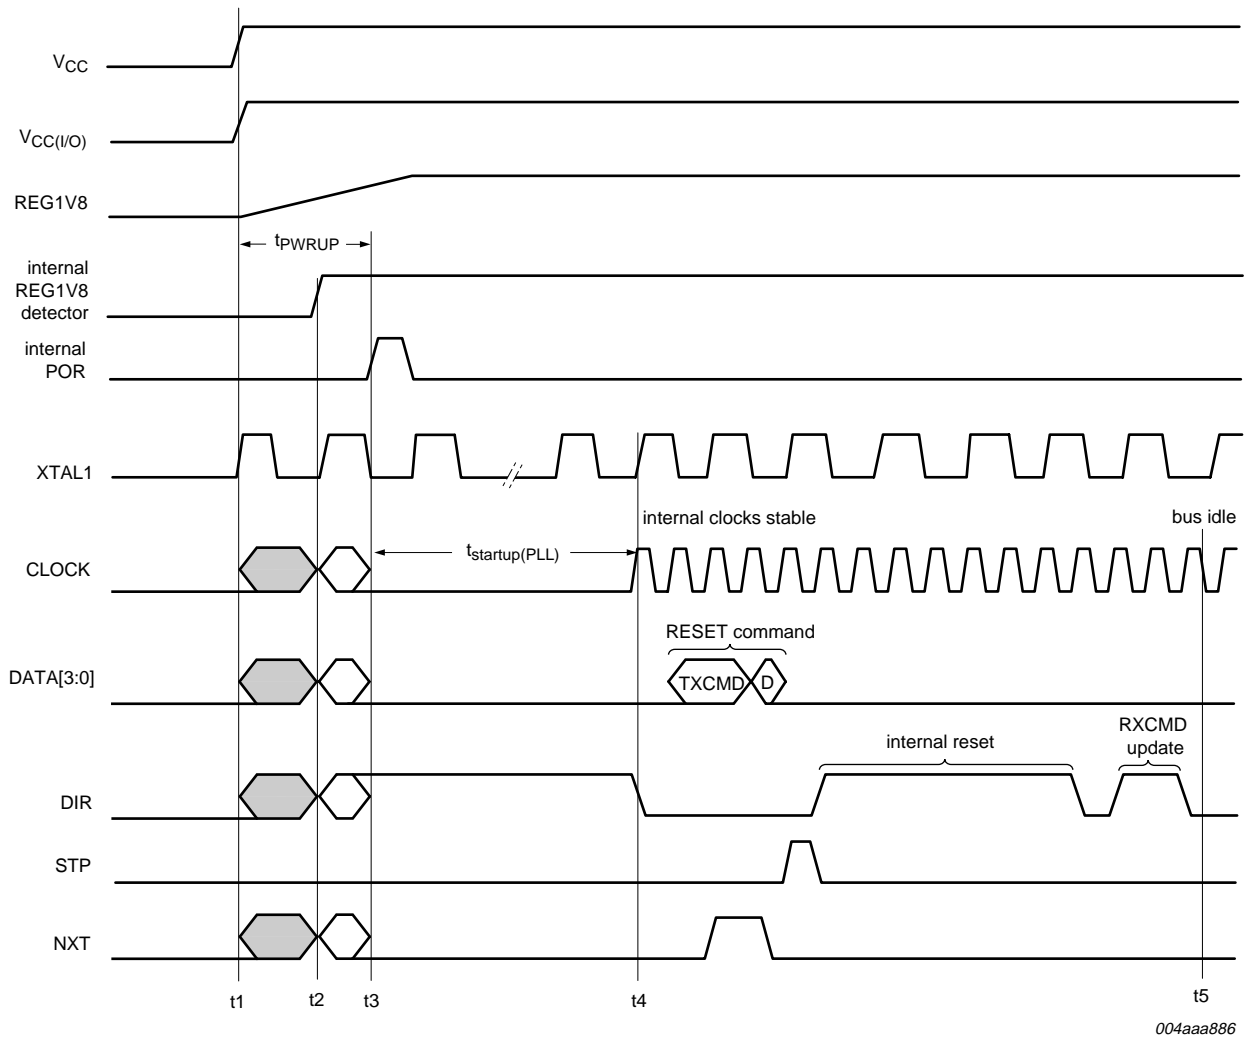 VCC
VCC(I/O)
REG1V8
tPWRUP
internal
REG1V8
detector
internal
POR
XTAL1
internal clocks stable
bus idle
CLOCK
tstartup(PLL)
RESET command
DATA[3:0]
TXCMD
D
RXCMD
update
internal reset
DIR
STP
NXT
t1
t2
t3
t4
t5
004aaa886